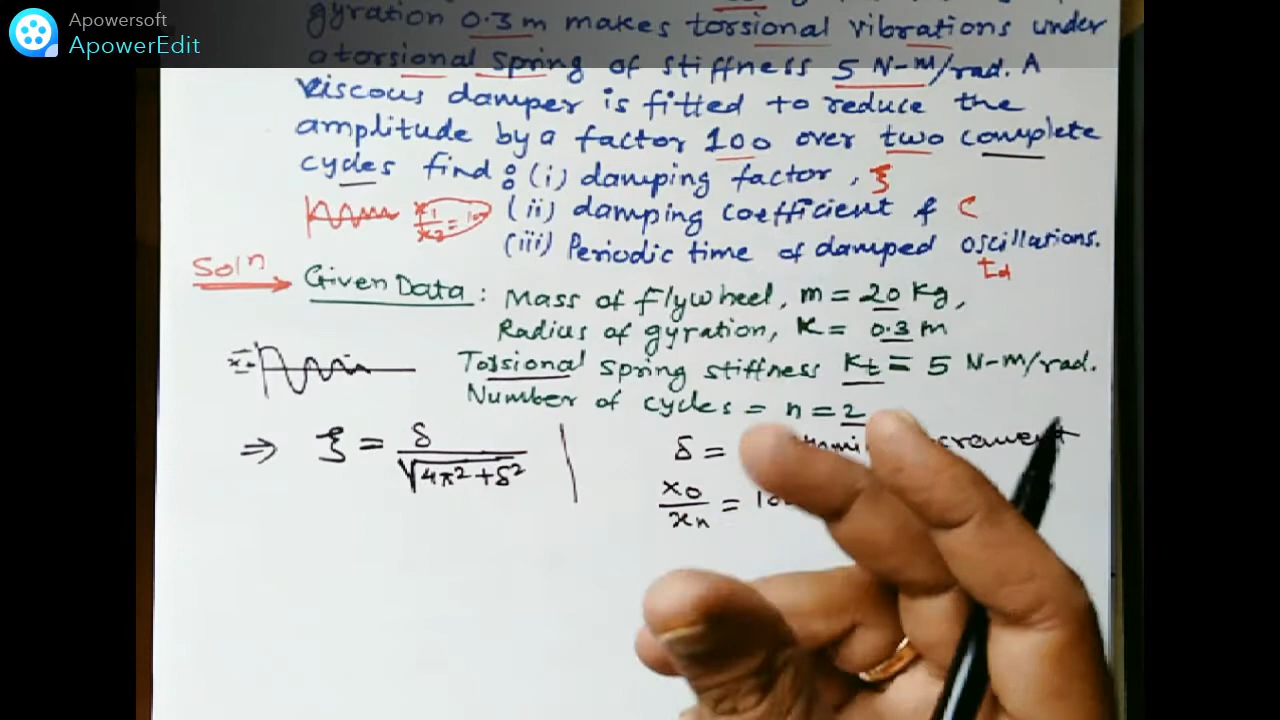 Apowersoft
ApowerEdit
gyration 0.3 m makes torsional vibrations under
a torsional spring of stiffness 5 N-m/rad. A
viscous damper is fitted to reduce the
amplitude by a factor 100 over two complete
cycles find : (i) damping factor, ξ
x1/x2 = (ii) damping coefficient & C
(iii) Periodic time of damped oscillations.
td
Soln
Given Data : Mass of flywheel, m = 20 kg,
Radius of gyration, K = 0.3 m
Torsional spring stiffness Kt = 5 N-m/rad.
Number of cycles = n = 2
⇒ ξ = δ/√4π²+δ² δ =
x0/xn =